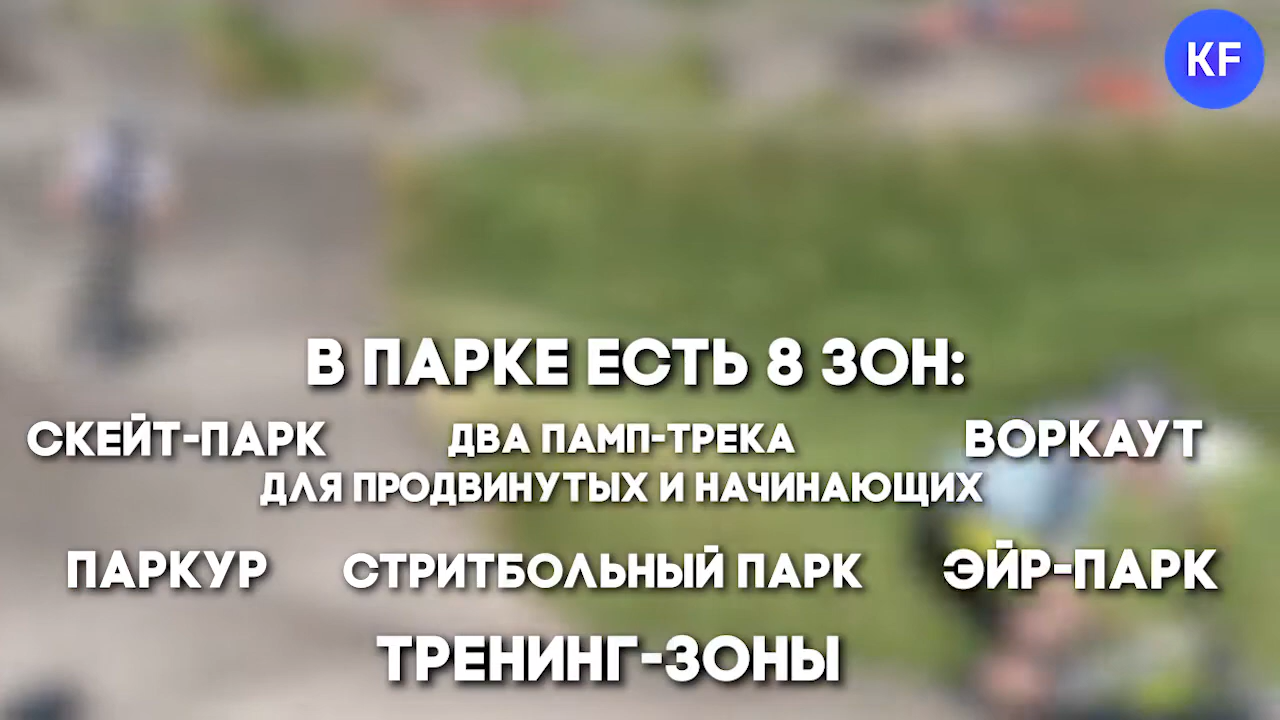 KF
В ПАРКЕ ЕСТЬ 8 ЗОН:
СКЕЙТ-ПАРК ДВА ПАМП-ТРЕКА ВОРКАУТ
ДЛЯ ПРОДВИНУТЫХ И НАЧИНАЮЩИХ
ПАРКУР СТРИТБОЛЬНЫЙ ПАРК ЭЙР-ПАРК
ТРЕНИНГ-ЗОНЫ